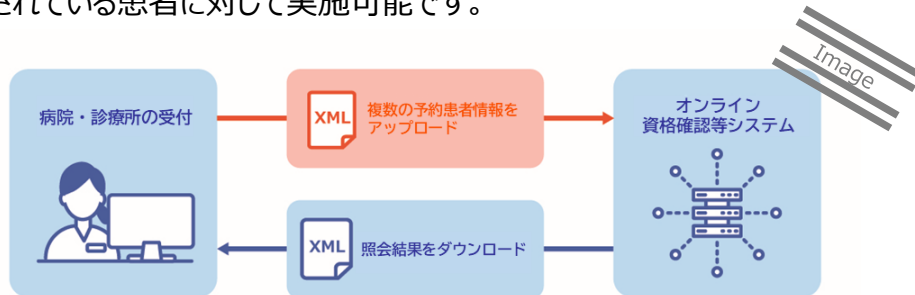 されている患者に対して実施可能です。
Image
病院・診療所の受付
XML
複数の予約患者情報を
アップロード
オンライン
資格確認等システム
XML
照会結果をダウンロード